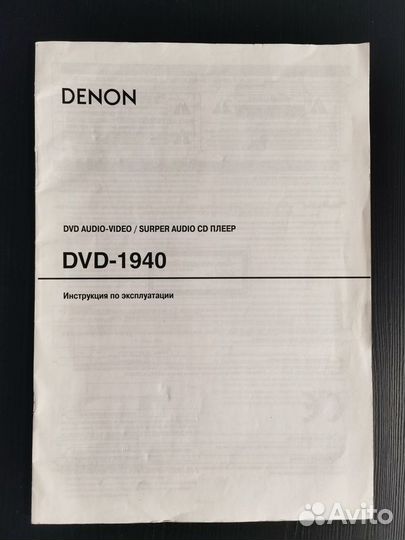 DENON
DVD AUDIO-VIDEO / SURPER AUDIO CD ПЛЕЕР
DVD-1940
Инструкция по эксплуатации
Avito